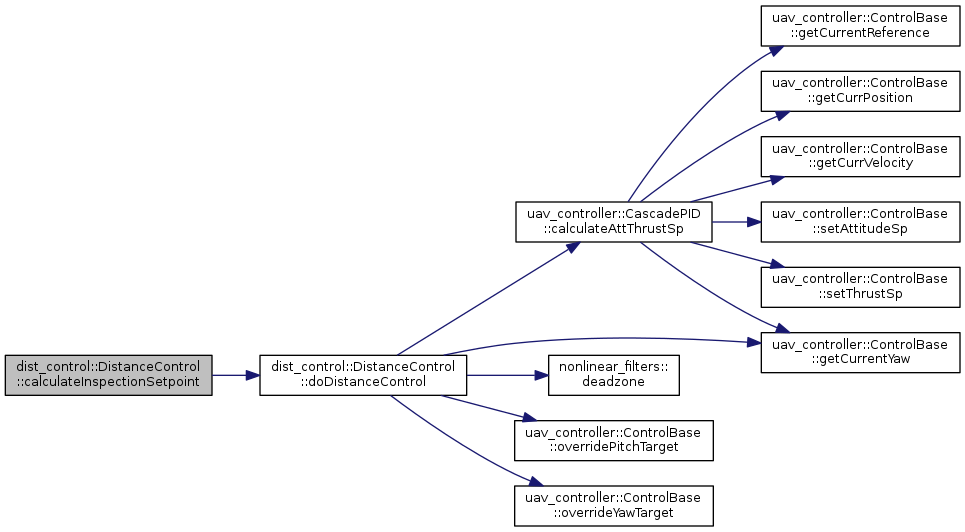 uav_controller::ControlBase
::getCurrentReference
uav_controller::ControlBase
::getCurrPosition
uav_controller::ControlBase
::getCurrVelocity
uav_controller::CascadePID
::calculateAttThrustSp
uav_controller::ControlBase
::setAttitudeSp
uav_controller::ControlBase
::setThrustSp
uav_controller::ControlBase
::getCurrentYaw
dist_control::DistanceControl
::calculateInspectionSetpoint
dist_control::DistanceControl
::doDistanceControl
nonlinear_filters::
deadzone
uav_controller::ControlBase
::overridePitchTarget
uav_controller::ControlBase
::overrideYawTarget